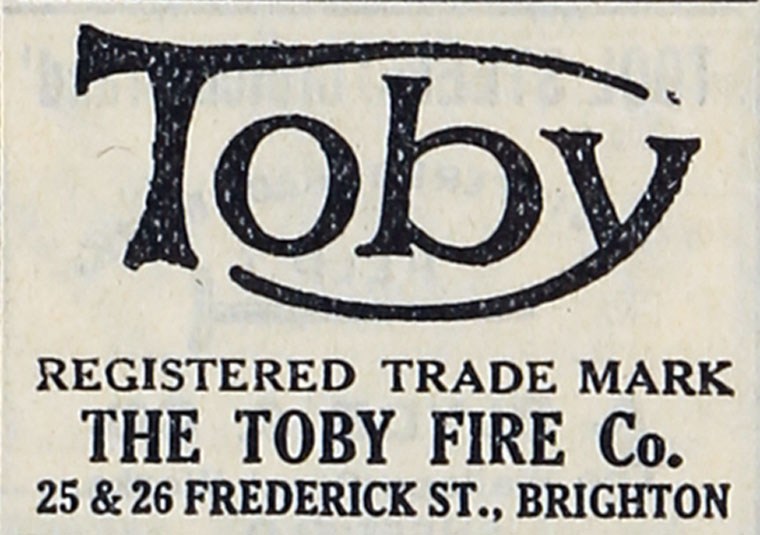 Toby
REGISTERED TRADE MARK
THE TOBY FIRE Co.
25 & 26 FREDERICK ST., BRIGHTON